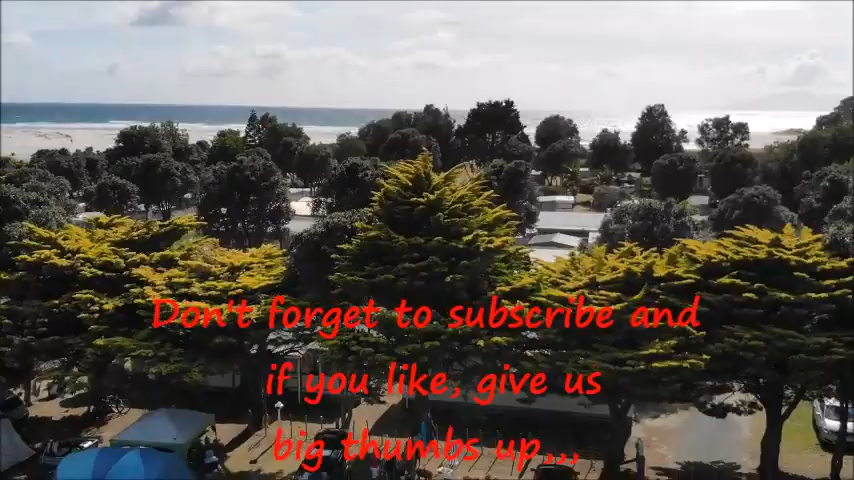 Don't forget to subscribe and
if you like, give us
big thumbs up,,,